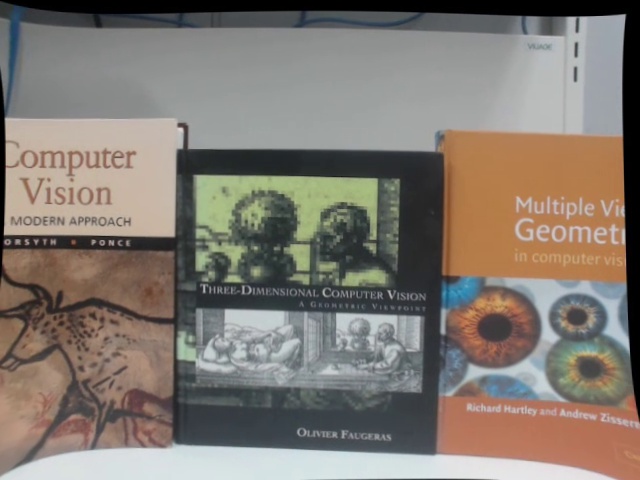 Computer
Vision
MODERN APPROACH
ORSYTH • PONCE
THREE-DIMENSIONAL COMPUTER VISION
A GEOMETRIC VIEWPOINT
OLIVIER FAUGERAS
Multiple Vie
Geometr
in computer visi
Richard Hartley and Andrew Zisser